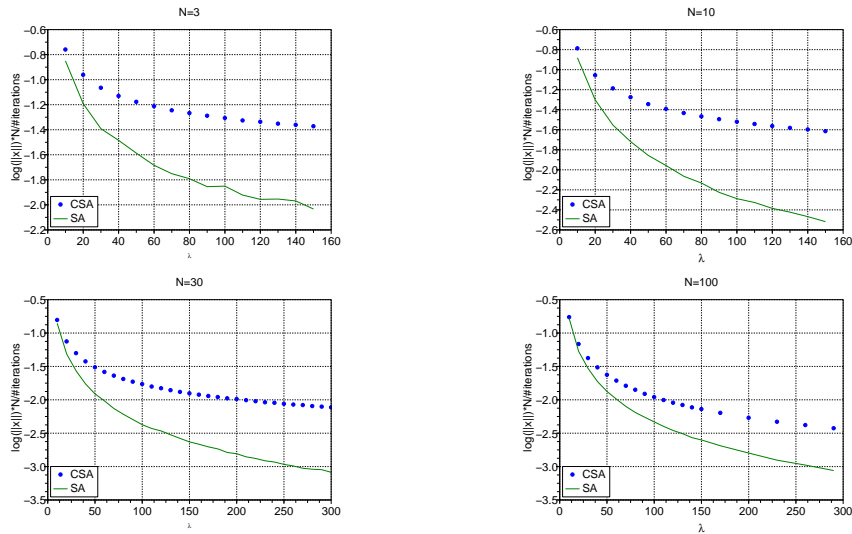 N=3
log(||x||)*N/#iterations
−0.6
−0.8
−1.0
−1.2
−1.4
−1.6
−1.8
−2.0
−2.2
CSA
SA
0 20 40 60 80 100 120 140 160
λ
N=10
log(||x||)*N/#iterations
−0.6
−0.8
−1.0
−1.2
−1.4
−1.6
−1.8
−2.0
−2.2
−2.4
−2.6
CSA
SA
0 20 40 60 80 100 120 140 160
λ
N=30
log(||x||)*N/#iterations
−0.5
−1.0
−1.5
−2.0
−2.5
−3.0
−3.5
CSA
SA
0 50 100 150 200 250 300
λ
N=100
log(||x||)*N/#iterations
−0.5
−1.0
−1.5
−2.0
−2.5
−3.0
−3.5
CSA
SA
0 50 100 150 200 250 300
λ